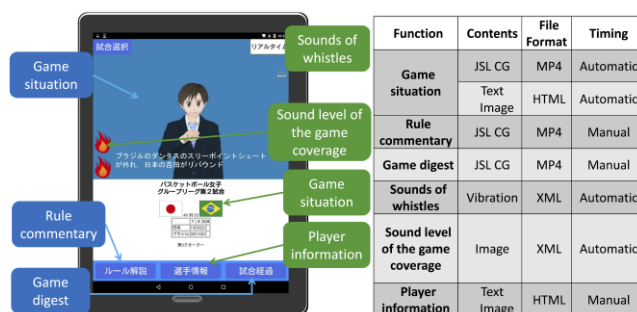 試合選択
リアルタイム
Game
situation
Sounds of
whistles
Sound level of
the game
coverage
ブラジルのダンタスのスリーポイントシュート
が外れ、日本の吉田がリバウンド
バスケットボール女子
グループリーグ第2試合
Game
situation
Rule
commentary
Player
information
第3クオーター
ルール解説
選手情報
試合経過
Game
digest
Function Contents File Format Timing
Game situation JSL CG MP4 Automatic
Text Image HTML Automatic
Rule commentary JSL CG MP4 Manual
Game digest JSL CG MP4 Manual
Sounds of whistles Vibration XML Automatic
Sound level of the game coverage Image XML Automatic
Player information Text Image HTML Manual